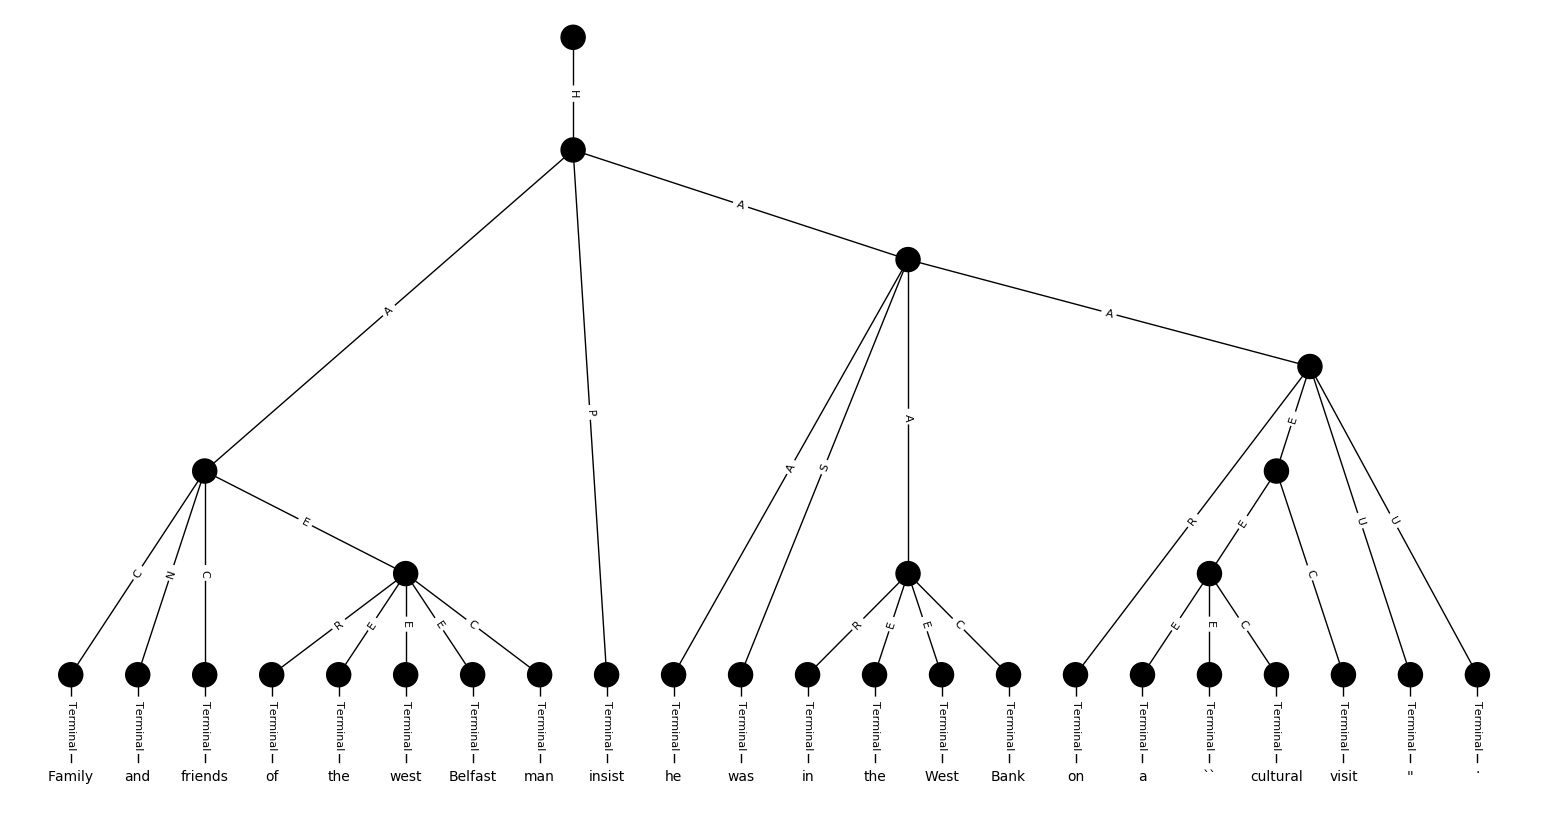 H
A
A
A
P
A
A
S
E
C
N
C
E
R
E
E
E
C
R
E
E
C
R
E
C
U
U
E
E
C
Terminal Terminal Terminal Terminal Terminal Terminal Terminal Terminal Terminal Terminal Terminal Terminal Terminal Terminal Terminal Terminal Terminal Terminal Terminal Terminal Terminal Terminal
Family and friends of the west Belfast man insist he was in the West Bank on a `` cultural visit " .